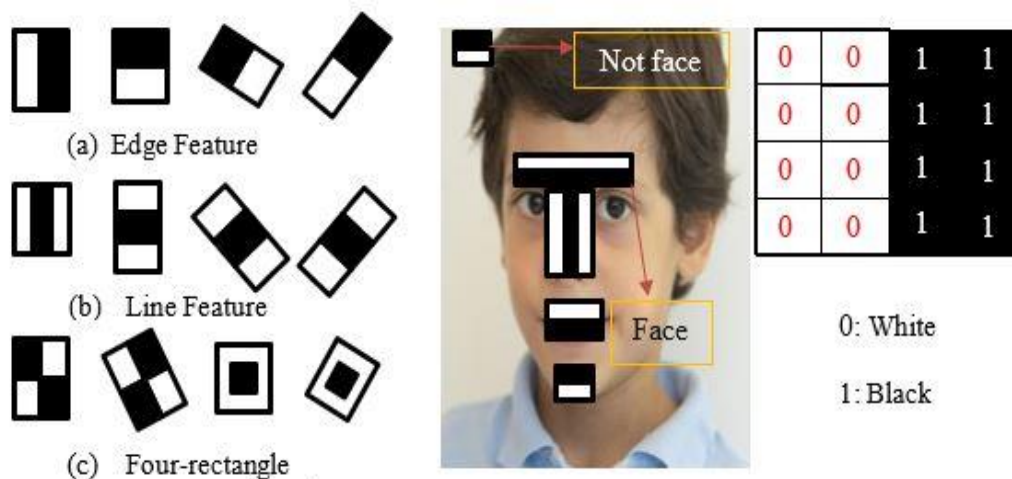 (a) Edge Feature
(b) Line Feature
(c) Four-rectangle
Not face
Face
0 0 1 1
0 0 1 1
0 0 1 1
0 0 1 1
0: White
1: Black